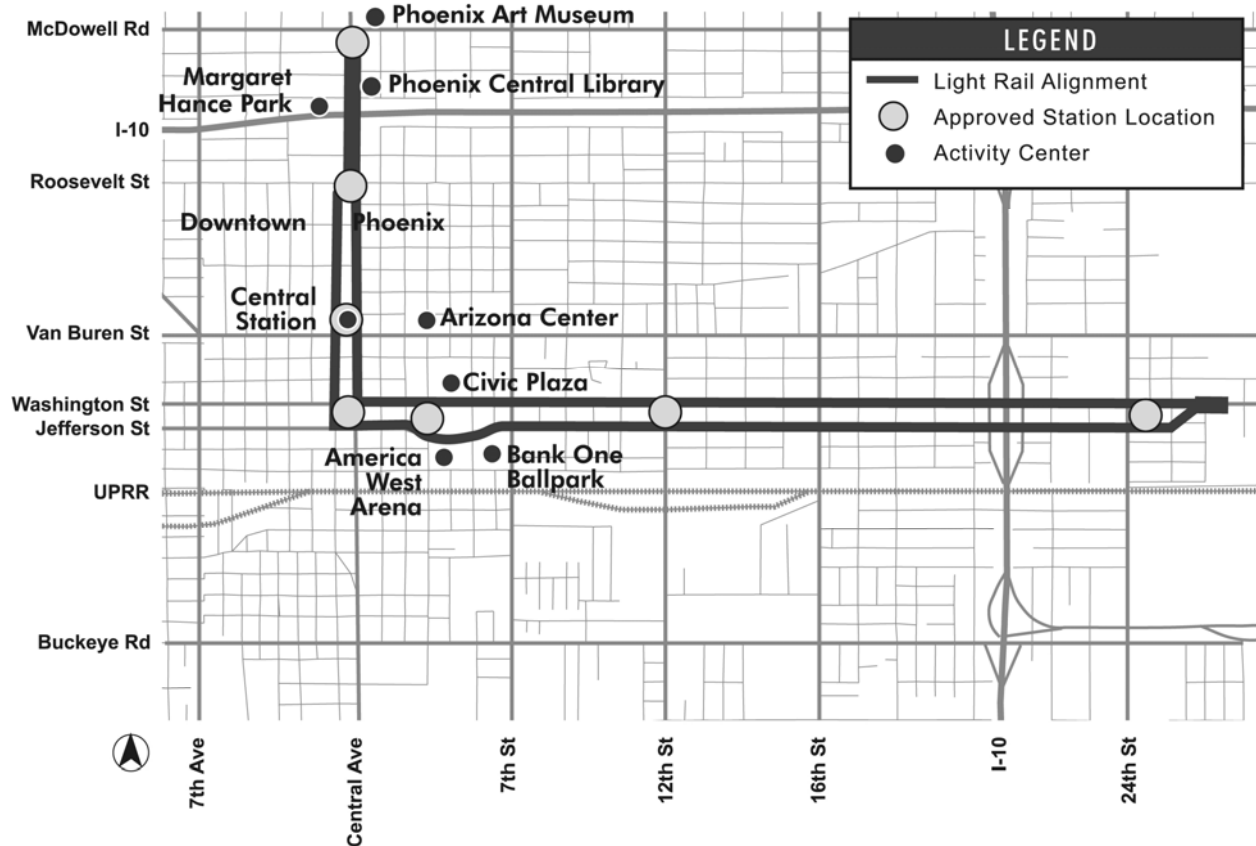 Phoenix Art Museum
McDowell Rd
LEGEND
Light Rail Alignment
Approved Station Location
Activity Center
Margaret
Hance Park
Phoenix Central Library
I-10
Roosevelt St
Downtown Phoenix
Central
Station
Arizona Center
Van Buren St
Civic Plaza
Washington St
Jefferson St
America
West
Arena
Bank One
Ballpark
UPRR
Buckeye Rd
7th Ave
Central Ave
7th St
12th St
16th St
I-10
24th St